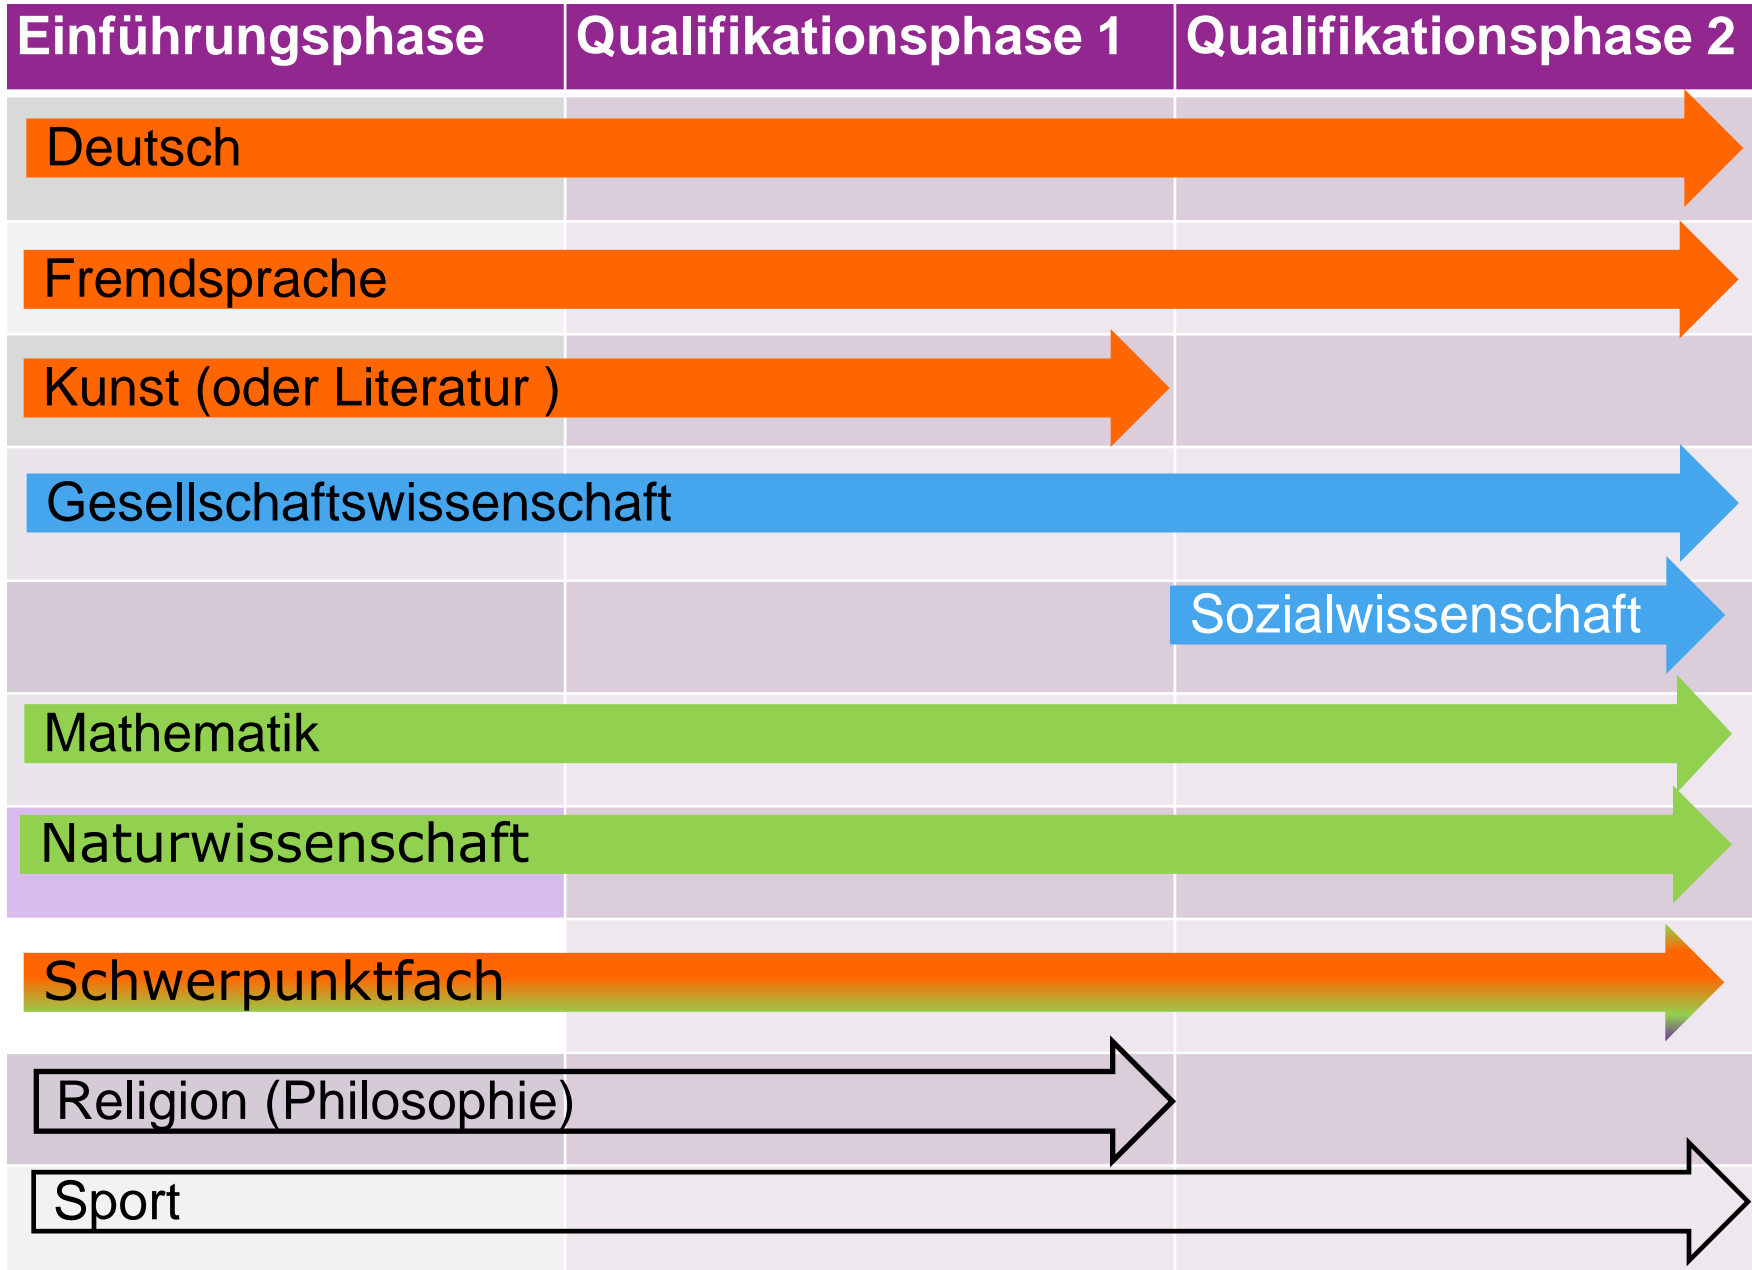 Einführungsphase Qualifikationsphase 1 Qualifikationsphase 2
Deutsch
Fremdsprache
Kunst (oder Literatur )
Gesellschaftswissenschaft
Sozialwissenschaft
Mathematik
Naturwissenschaft
Schwerpunktfach
Religion (Philosophie)
Sport